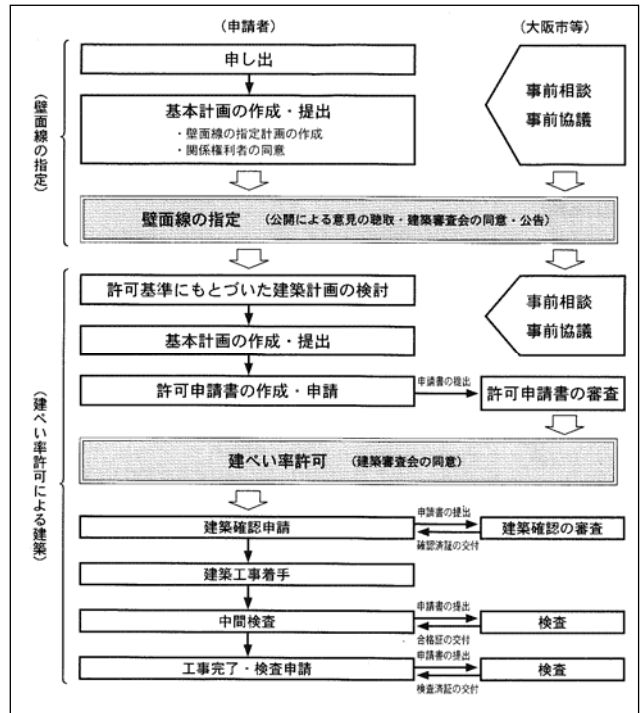 (申請者)
(大阪市等)
(壁面線の指定)
申し出
基本計画の作成・提出
・壁面線の指定計画の作成
・関係権利者の同意
事前相談
事前協議
壁面線の指定 (公開による意見の聴取・建築審査会の同意・公告)
(建ぺい率許可による建築)
許可基準にもとづいた建築計画の検討
基本計画の作成・提出
事前相談
事前協議
許可申請書の作成・申請
申請書の提出
許可申請書の審査
建ぺい率許可 (建築審査会の同意)
建築確認申請
申請書の提出
確認済証の交付
建築確認の審査
建築工事着手
中間検査
申請書の提出
合格証の交付
検査
工事完了・検査申請
申請書の提出
検査済証の交付
検査